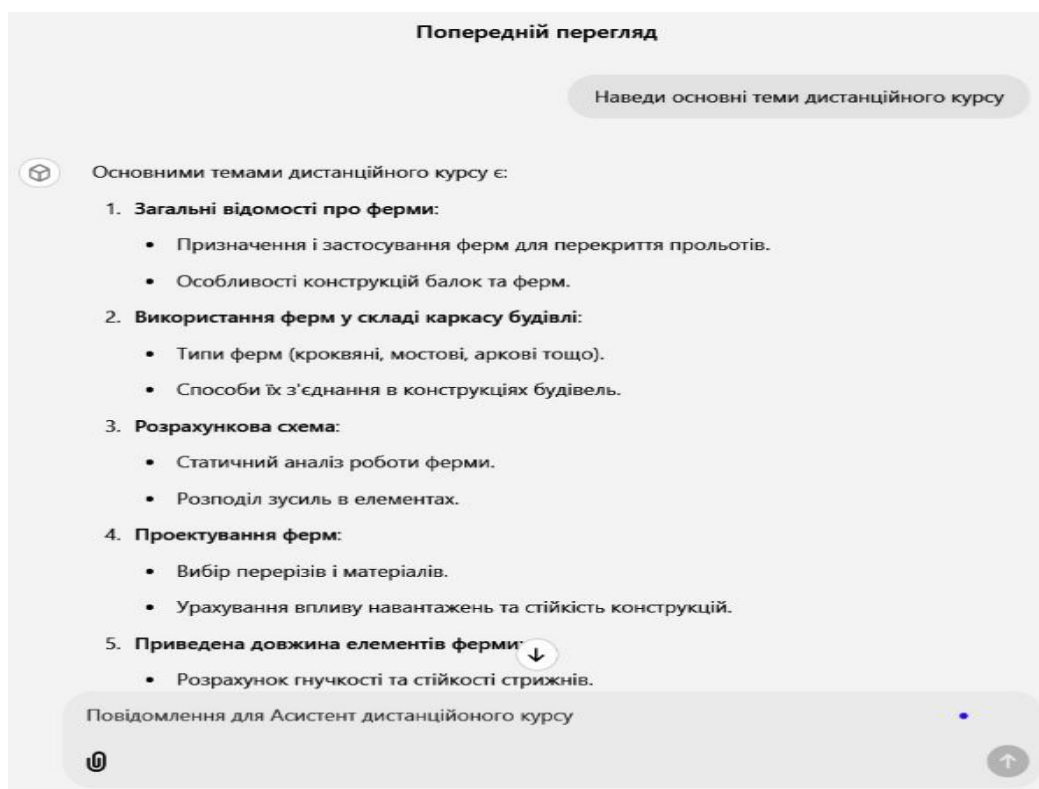 Попередній перегляд
Наведи основні теми дистанційного курсу
Основними темами дистанційного курсу є:
1. Загальні відомості про ферми:
• Призначення і застосування ферм для перекриття прольотів.
• Особливості конструкцій балок та ферм.
2. Використання ферм у складі каркасу будівлі:
• Типи ферм (кроквяні, мостові, аркові тощо).
• Способи їх з'єднання в конструкціях будівель.
3. Розрахункова схема:
• Статичний аналіз роботи ферми.
• Розподіл зусиль в елементах.
4. Проектування ферм:
• Вибір перерізів і матеріалів.
• Урахування впливу навантажень та стійкість конструкцій.
5. Приведена довжина елементів ферми:
• Розрахунок гнучкості та стійкості стрижнів.
Повідомлення для Асистент дистанційоного курсу